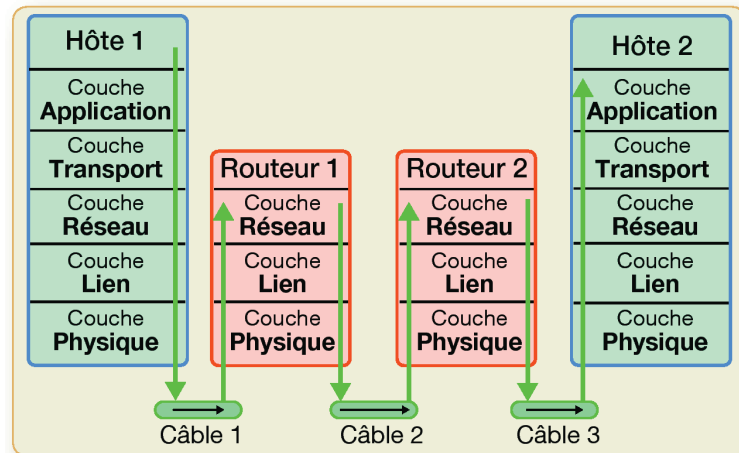 Hôte 1
Couche
Application
Couche
Transport
Couche
Réseau
Couche
Lien
Couche
Physique
Routeur 1
Couche
Réseau
Couche
Lien
Couche
Physique
Routeur 2
Couche
Réseau
Couche
Lien
Couche
Physique
Hôte 2
Couche
Application
Couche
Transport
Couche
Réseau
Couche
Lien
Couche
Physique
Câble 1
Câble 2
Câble 3